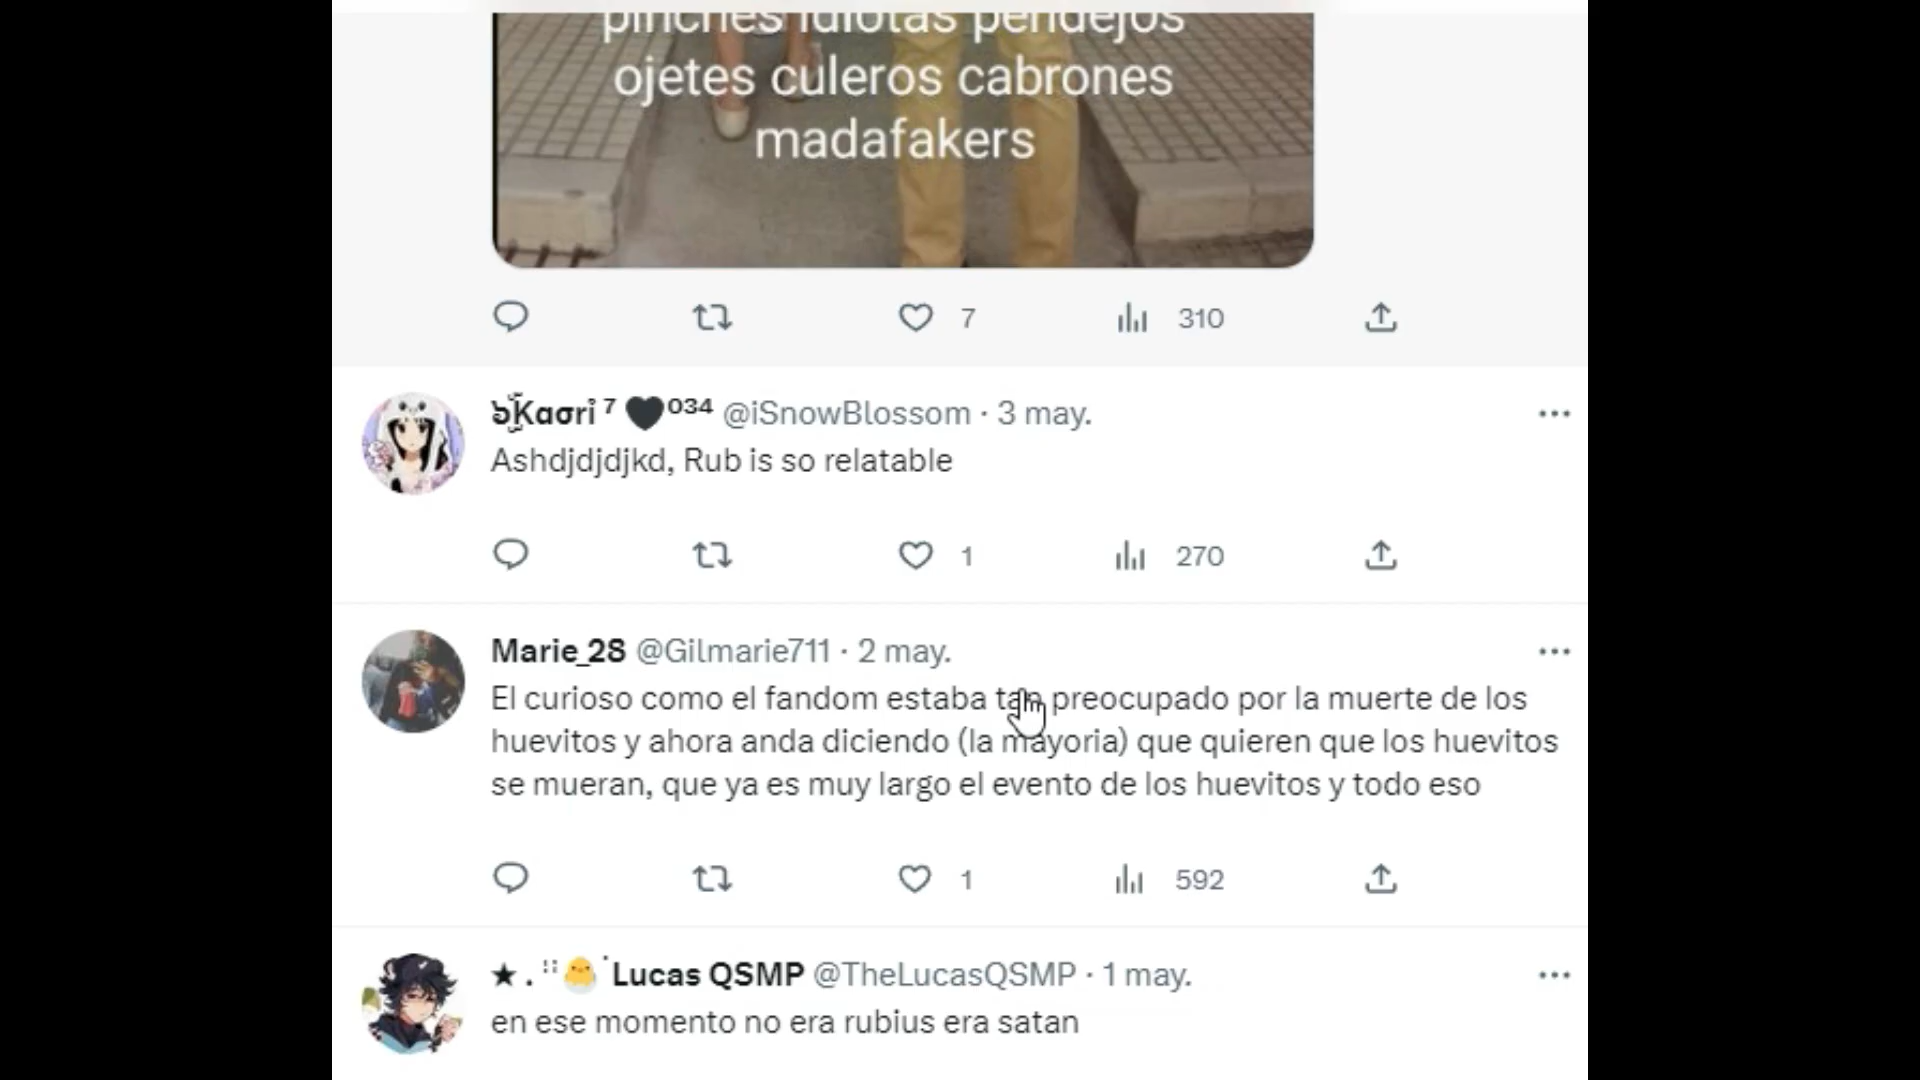 pinches idiotas pendejos
ojetes culeros cabrones
madafakers
7 310
Kaori ⁷ 🖤⁰³⁴ @iSnowBlossom · 3 may.
Ashdjdjdjkd, Rub is so relatable
1 270
Marie_28 @Gilmarie711 · 2 may.
El curioso como el fandom estaba tan preocupado por la muerte de los
huevitos y ahora anda diciendo (la mayoria) que quieren que los huevitos
se mueran, que ya es muy largo el evento de los huevitos y todo eso
1 592
★ . ⁝⁝🐣˙Lucas QSMP @TheLucasQSMP · 1 may.
en ese momento no era rubius era satan